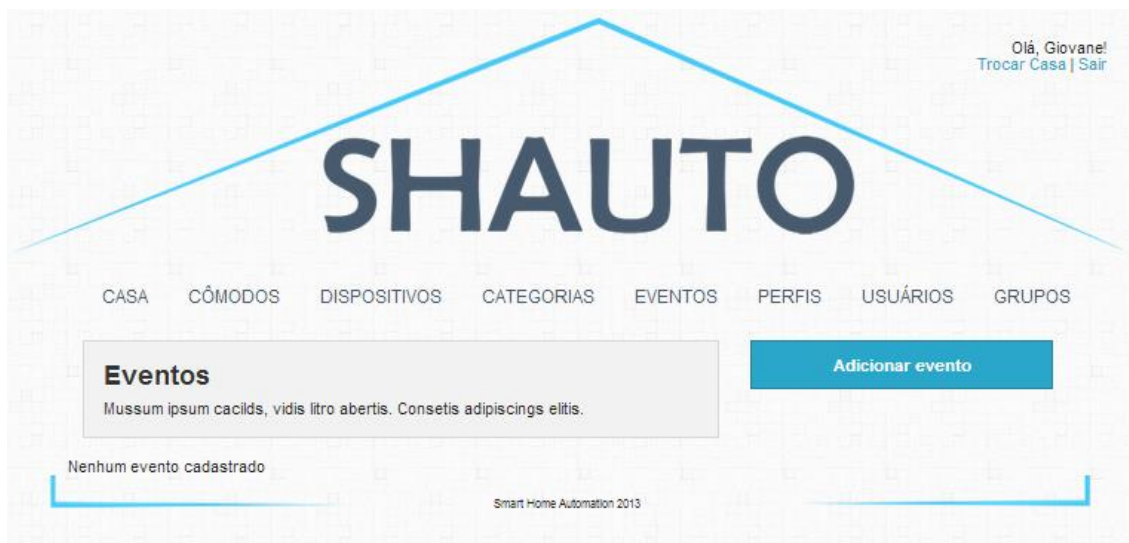 Olá, Giovane!
Trocar Casa | Sair
SHAUTO
CASA CÔMODOS DISPOSITIVOS CATEGORIAS EVENTOS PERFIS USUÁRIOS GRUPOS
Eventos
Mussum ipsum cacilds, vidis litro abertis. Consetis adipiscings elitis.
Adicionar evento
Nenhum evento cadastrado
Smart Home Automation 2013